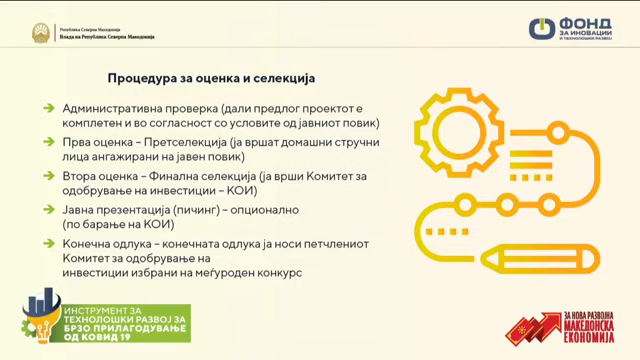 Република Северна Македонија
Влада на Република Северна Македонија
ФОНД
ЗА ИНОВАЦИИ
И ТЕХНОЛОШКИ РАЗВОЈ
Процедура за оценка и селекција
Административна проверка (дали предлог проектот е
комплетен и во согласност со условите од јавниот повик)
Прва оценка – Претселекција (ја вршат домашни стручни
лица ангажирани на јавен повик)
Втора оценка – Финална селекција (ја врши Комитет за
одобрување на инвестиции – КОИ)
Јавна презентација (пичинг) – опционално
(по барање на КОИ)
Конечна одлука – конечната одлука ја носи петчлениот
Комитет за одобрување на
инвестиции избрани на меѓуроден конкурс
ИНСТРУМЕНТ ЗА
ТЕХНОЛОШКИ РАЗВОЈ ЗА
БРЗО ПРИЛАГОДУВАЊЕ
ОД КОВИД 19
ЗА НОВА РАЗВОЈНА
МАКЕДОНСКА
ЕКОНОМИЈА